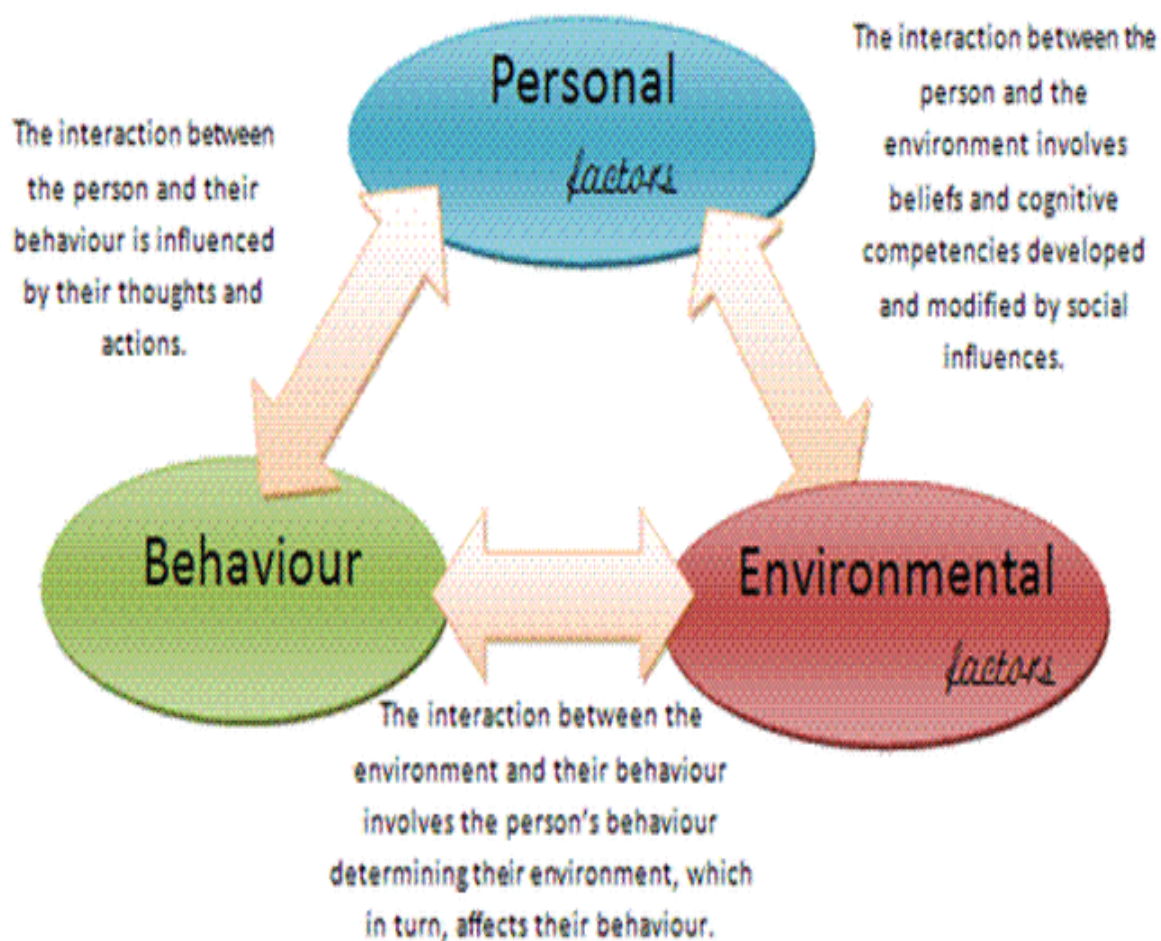 Personal
factors
The interaction between
the person and their
behaviour is influenced
by their thoughts and
actions.
The interaction between the
person and the
environment involves
beliefs and cognitive
competencies developed
and modified by social
influences.
Behaviour
Environmental
factors
The interaction between the
environment and their behaviour
involves the person's behaviour
determining their environment, which
in turn, affects their behaviour.